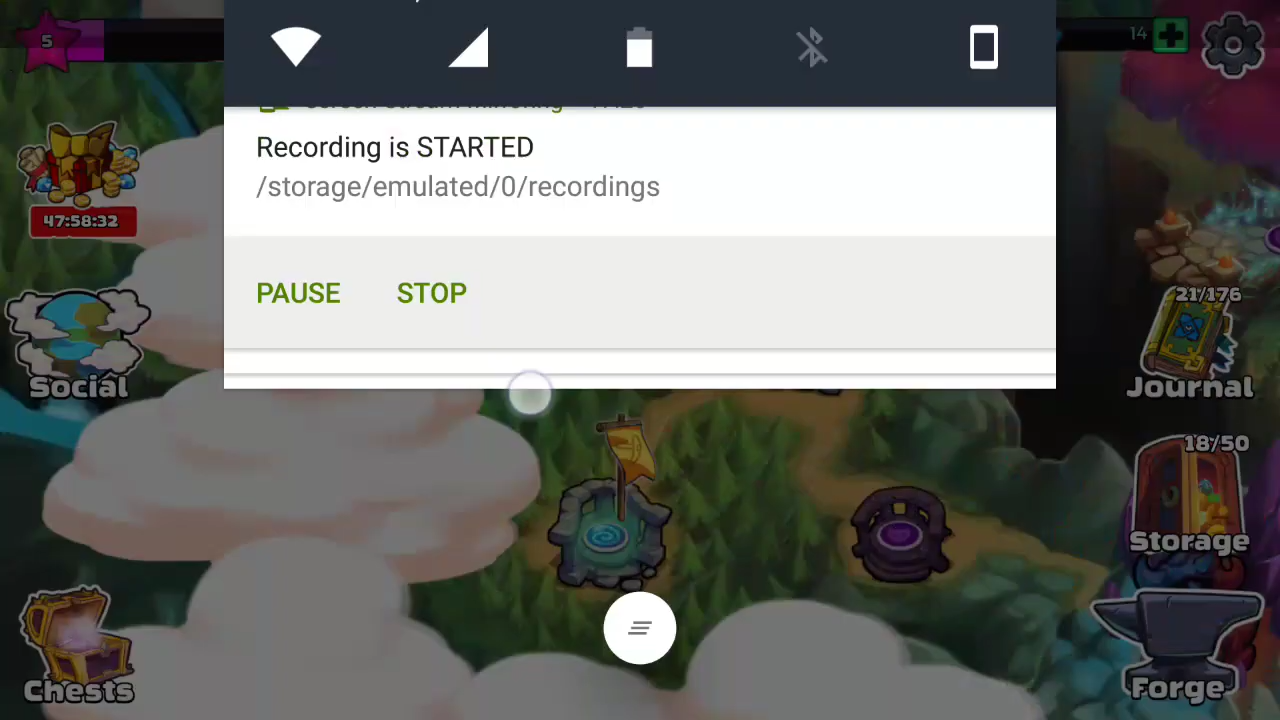 5
14
47:58:32
Recording is STARTED
/storage/emulated/0/recordings
PAUSE STOP
Social
Chests
21/176
Journal
18/50
Storage
Forge